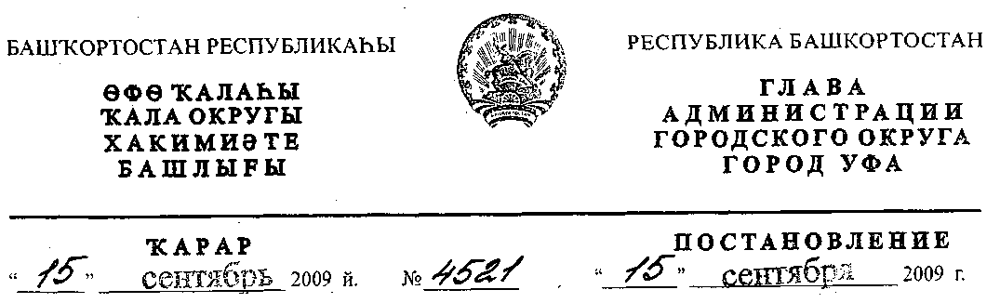 БАШҠОРТОСТАН РЕСПУБЛИКАҺЫ
ӨФӨ ҠАЛАҺЫ
ҠАЛА ОКРУГЫ
ХАКИМИӘТЕ
БАШЛЫҒЫ
РЕСПУБЛИКА БАШКОРТОСТАН
ГЛАВА
АДМИНИСТРАЦИИ
ГОРОДСКОГО ОКРУГА
ГОРОД УФА
ҠАРАР
ПОСТАНОВЛЕНИЕ
"15" сентябрь 2009 й. № 4521 "15" сентября 2009 г.